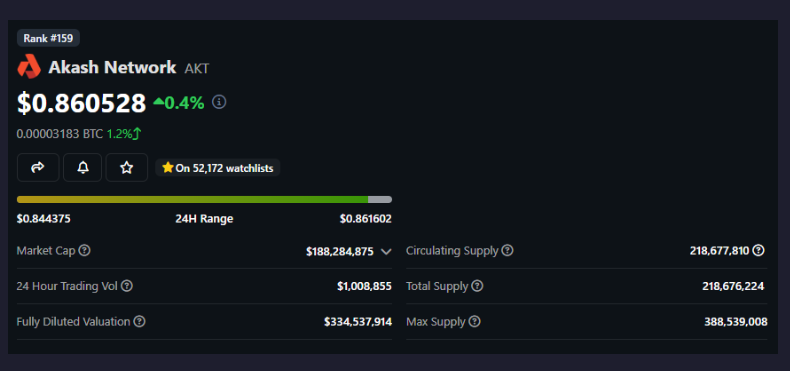 Rank #159
Akash Network AKT
$0.860528 0.4%
0.00003183 BTC 1.2%
On 52,172 watchlists
$0.844375 24H Range $0.861602
Market Cap $188,284,875
Circulating Supply 218,677,810
24 Hour Trading Vol $1,008,855
Total Supply 218,676,224
Fully Diluted Valuation $334,537,914
Max Supply 388,539,008